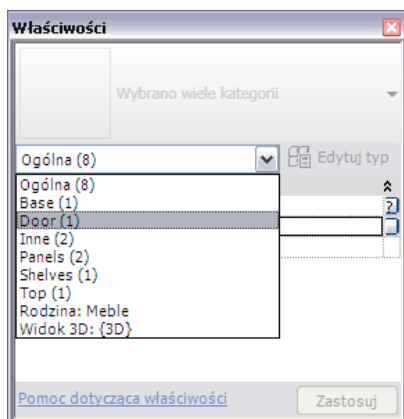 Właściwości
Wybrano wiele kategorii
Ogólna (8)
Edytuj typ
Ogólna (8)
Base (1)
Door (1)
Inne (2)
Panels (2)
Shelves (1)
Top (1)
Rodzina: Meble
Widok 3D: {3D}
Pomoc dotycząca właściwości
Zastosuj